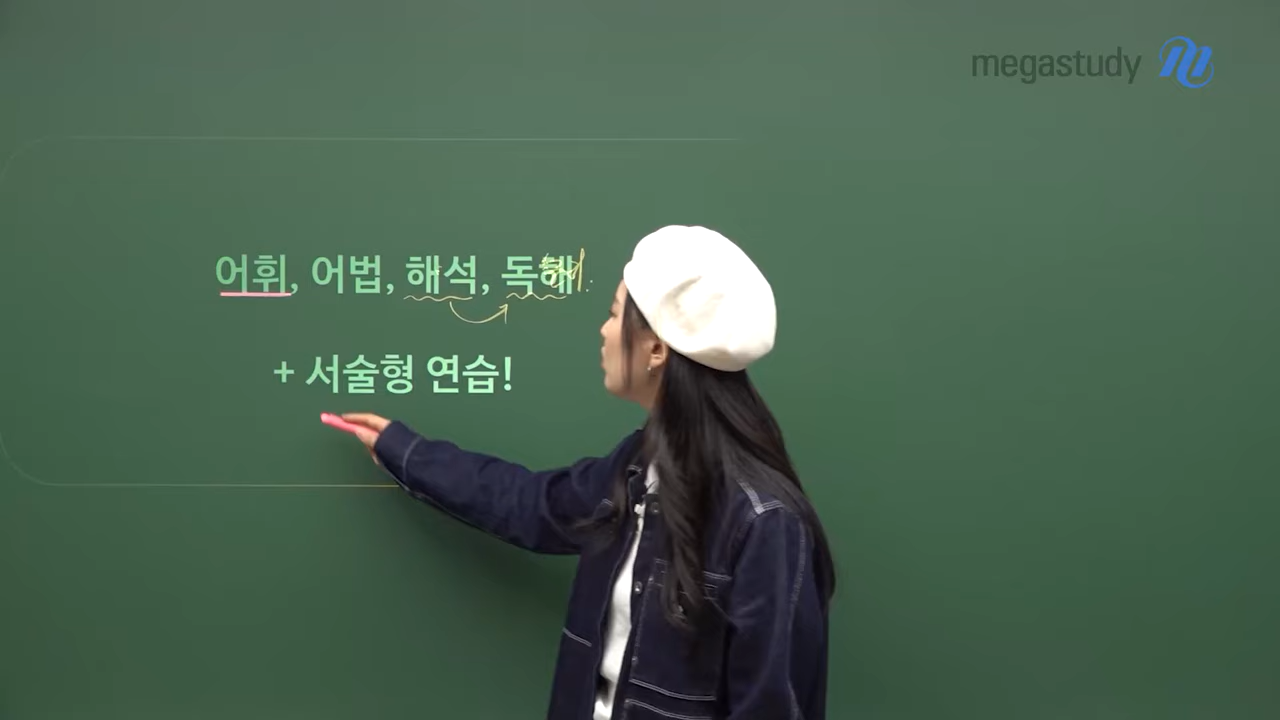 megastudy
어휘, 어법, 해석, 독해
+ 서술형 연습!